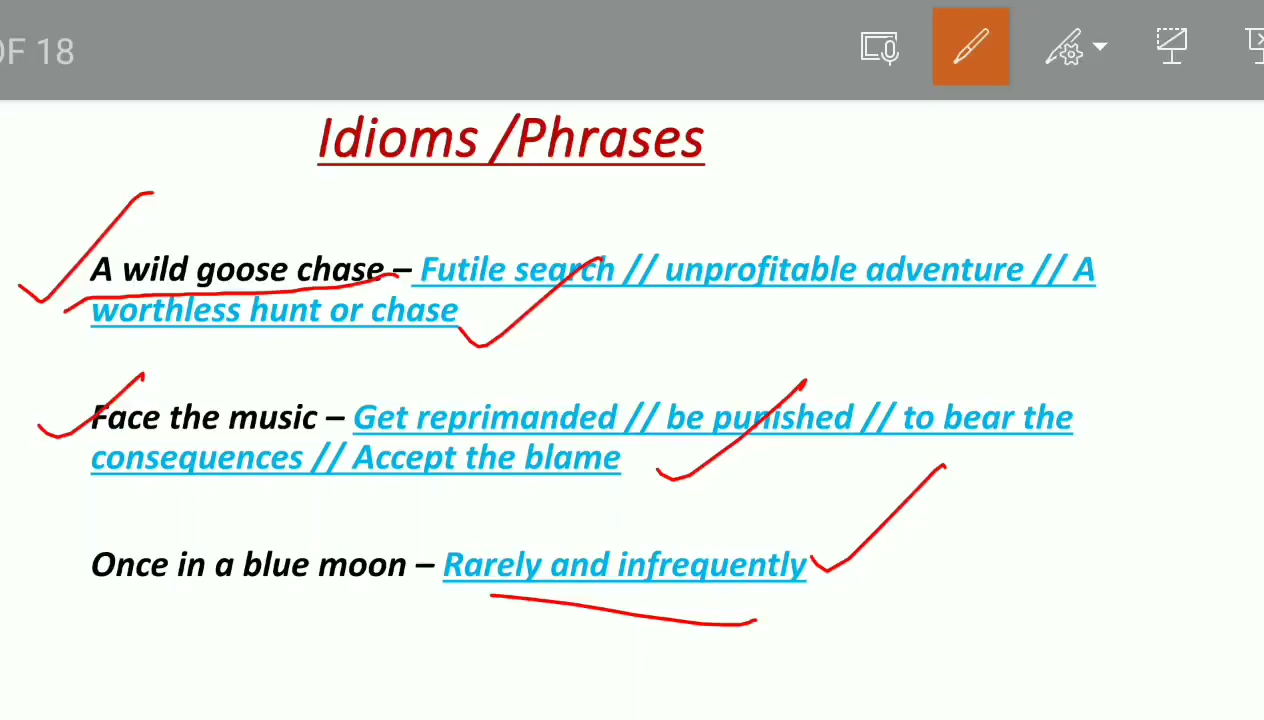 OF 18
Idioms /Phrases
A wild goose chase – Futile search // unprofitable adventure // A
worthless hunt or chase
Face the music – Get reprimanded // be punished // to bear the
consequences // Accept the blame
Once in a blue moon – Rarely and infrequently